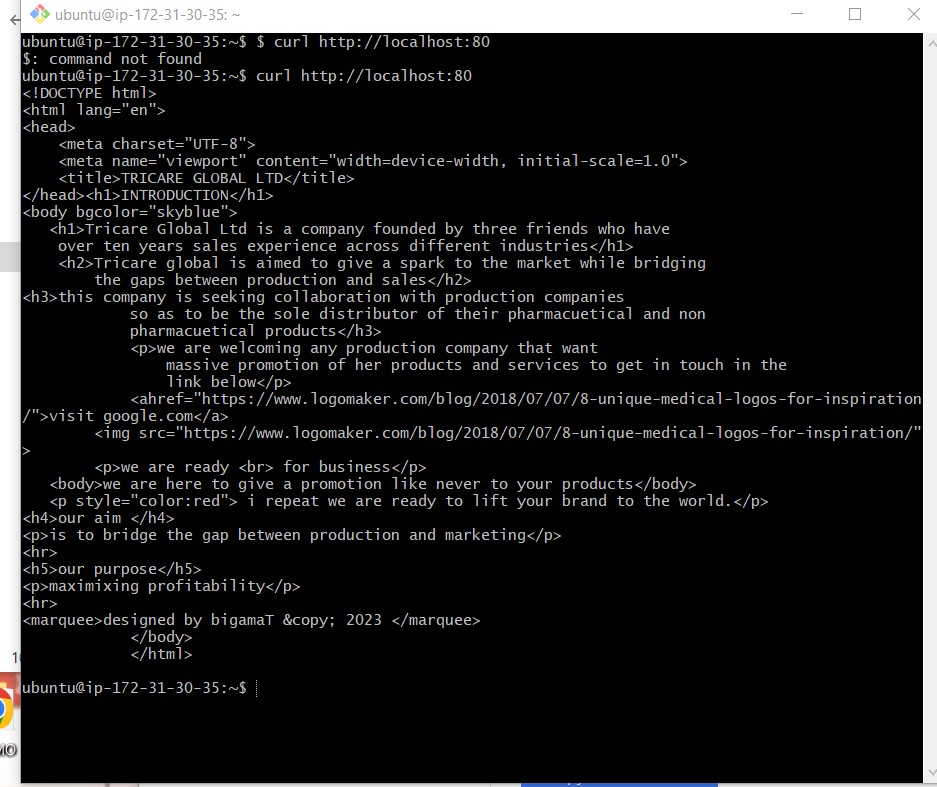 ubuntu@ip-172-31-30-35: ~
ubuntu@ip-172-31-30-35:~$ $ curl http://localhost:80
$: command not found
ubuntu@ip-172-31-30-35:~$ curl http://localhost:80
<!DOCTYPE html>
<html lang="en">
<head>
    <meta charset="UTF-8">
    <meta name="viewport" content="width=device-width, initial-scale=1.0">
    <title>TRICARE GLOBAL LTD</title>
</head><h1>INTRODUCTION</h1>
<body bgcolor="skyblue">
   <h1>Tricare Global Ltd is a company founded by three friends who have
    over ten years sales experience across different industries</h1>
    <h2>Tricare global is aimed to give a spark to the market while bridging
        the gaps between production and sales</h2>
<h3>this company is seeking collaboration with production companies
            so as to be the sole distributor of their pharmacuetical and non
            pharmacuetical products</h3>
            <p>we are welcoming any production company that want
                massive promotion of her products and services to get in touch in the
                link below</p>
            <ahref="https://www.logomaker.com/blog/2018/07/07/8-unique-medical-logos-for-inspiration
/">visit google.com</a>
        <img src="https://www.logomaker.com/blog/2018/07/07/8-unique-medical-logos-for-inspiration/"
>
        <p>we are ready <br> for business</p>
   <body>we are here to give a promotion like never to your products</body>
   <p style="color:red"> i repeat we are ready to lift your brand to the world.</p>
<h4>our aim </h4>
<p>is to bridge the gap between production and marketing</p>
<hr>
<h5>our purpose</h5>
<p>maximixing profitability</p>
<hr>
<marquee>designed by bigamaT &copy; 2023 </marquee>
            </body>
            </html>
ubuntu@ip-172-31-30-35:~$